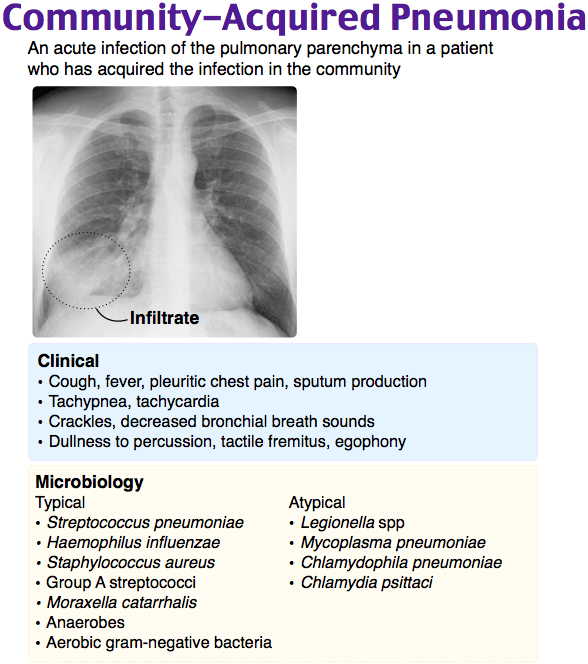 Community–Acquired Pneumonia
An acute infection of the pulmonary parenchyma in a patient
who has acquired the infection in the community
Infiltrate
Clinical
• Cough, fever, pleuritic chest pain, sputum production
• Tachypnea, tachycardia
• Crackles, decreased bronchial breath sounds
• Dullness to percussion, tactile fremitus, egophony
Microbiology
Typical
• Streptococcus pneumoniae
• Haemophilus influenzae
• Staphylococcus aureus
• Group A streptococci
• Moraxella catarrhalis
• Anaerobes
• Aerobic gram-negative bacteria
Atypical
• Legionella spp
• Mycoplasma pneumoniae
• Chlamydophila pneumoniae
• Chlamydia psittaci